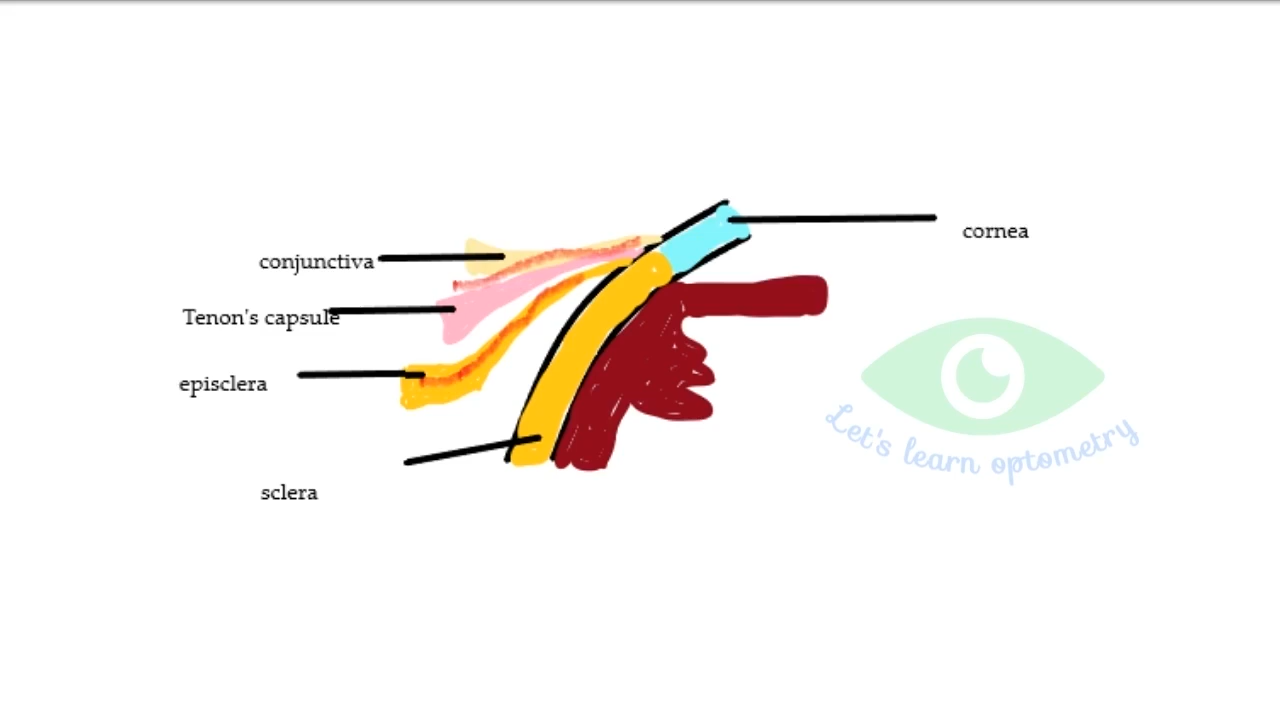 cornea
conjunctiva
Tenon's capsule
episclera
sclera
Let's learn optometry